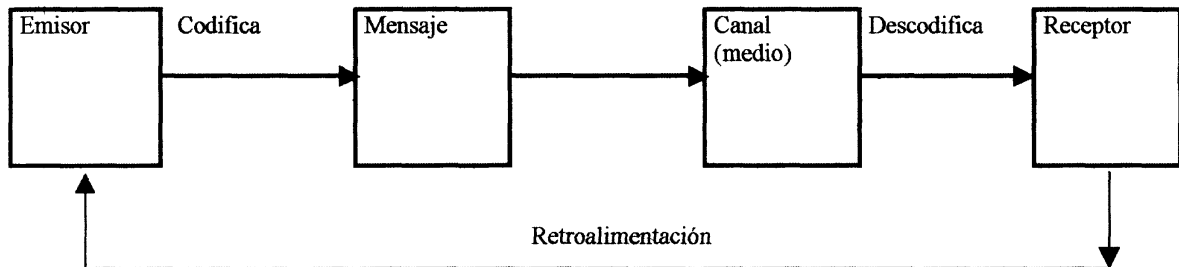 Emisor
Codifica
Mensaje
Canal
(medio)
Descodifica
Receptor
Retroalimentación